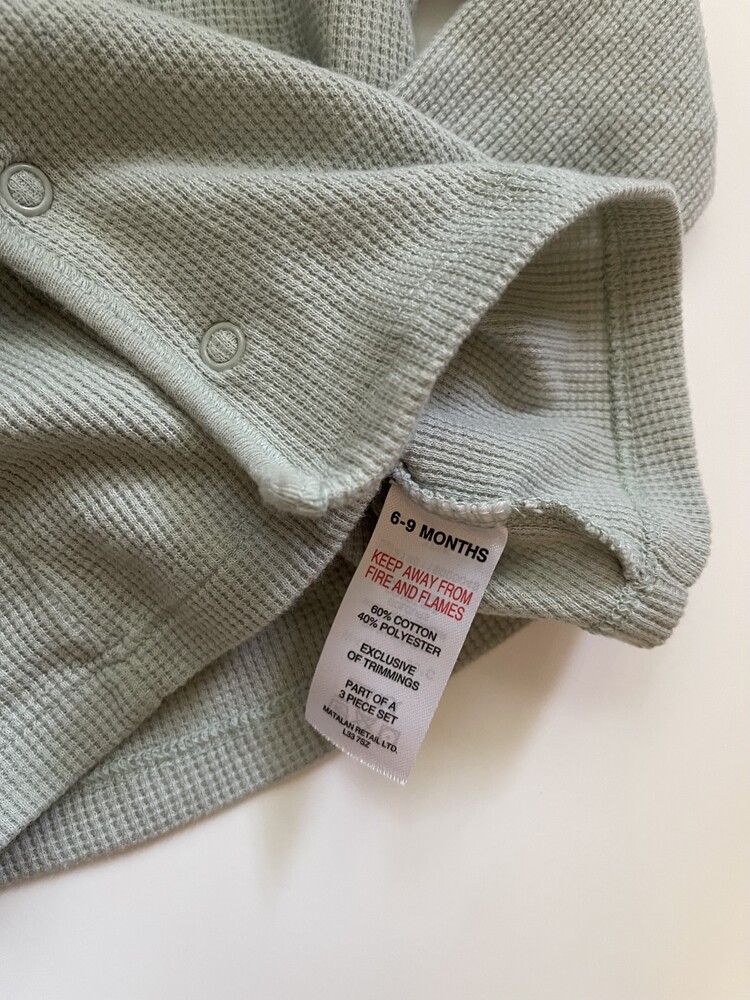 6-9 MONTHS
KEEP AWAY FROM
FIRE AND FLAMES
60% COTTON
40% POLYESTER
EXCLUSIVE
OF TRIMMINGS
PART OF A
3 PIECE SET
MATALAN RETAIL LTD.
L33 7SZ